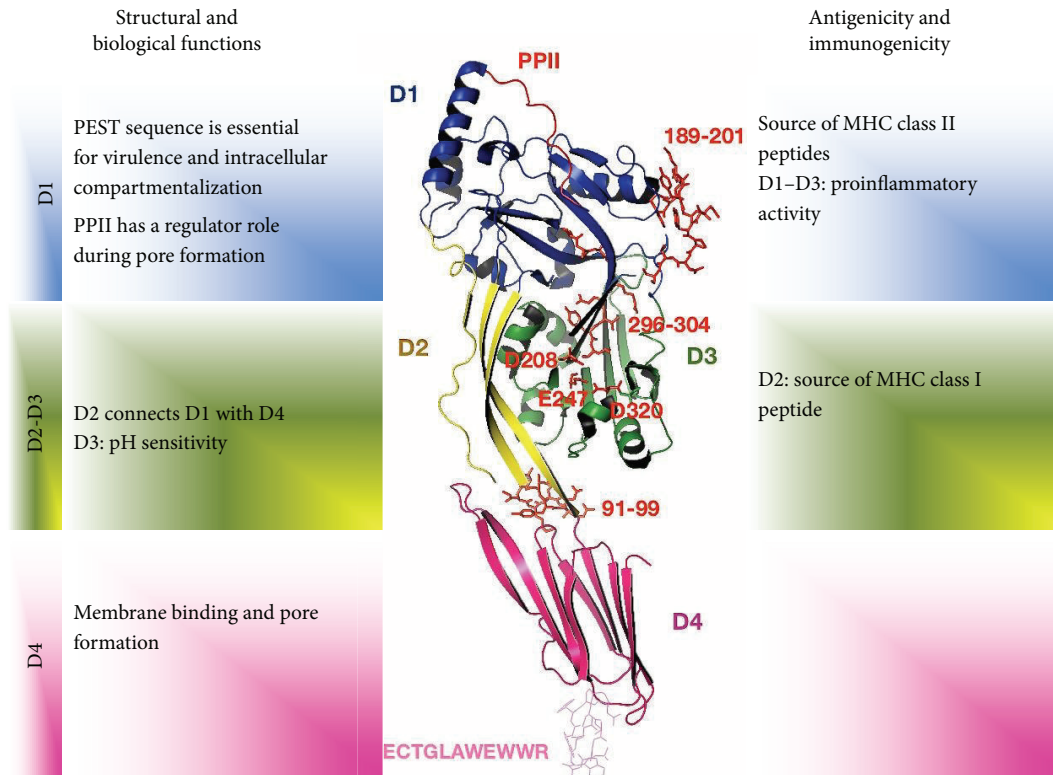 Structural and
biological functions
Antigenicity and
immunogenicity
D1
PEST sequence is essential
for virulence and intracellular
compartmentalization
PPII has a regulator role
during pore formation
PPII
D1
189-201
Source of MHC class II
peptides
D1–D3: proinflammatory
activity
D2-D3
D2 connects D1 with D4
D3: pH sensitivity
296-304
D2
D208
D3
E247
D320
91-99
D2: source of MHC class I
peptide
D4
Membrane binding and pore
formation
D4
ECTGLAWEWWR